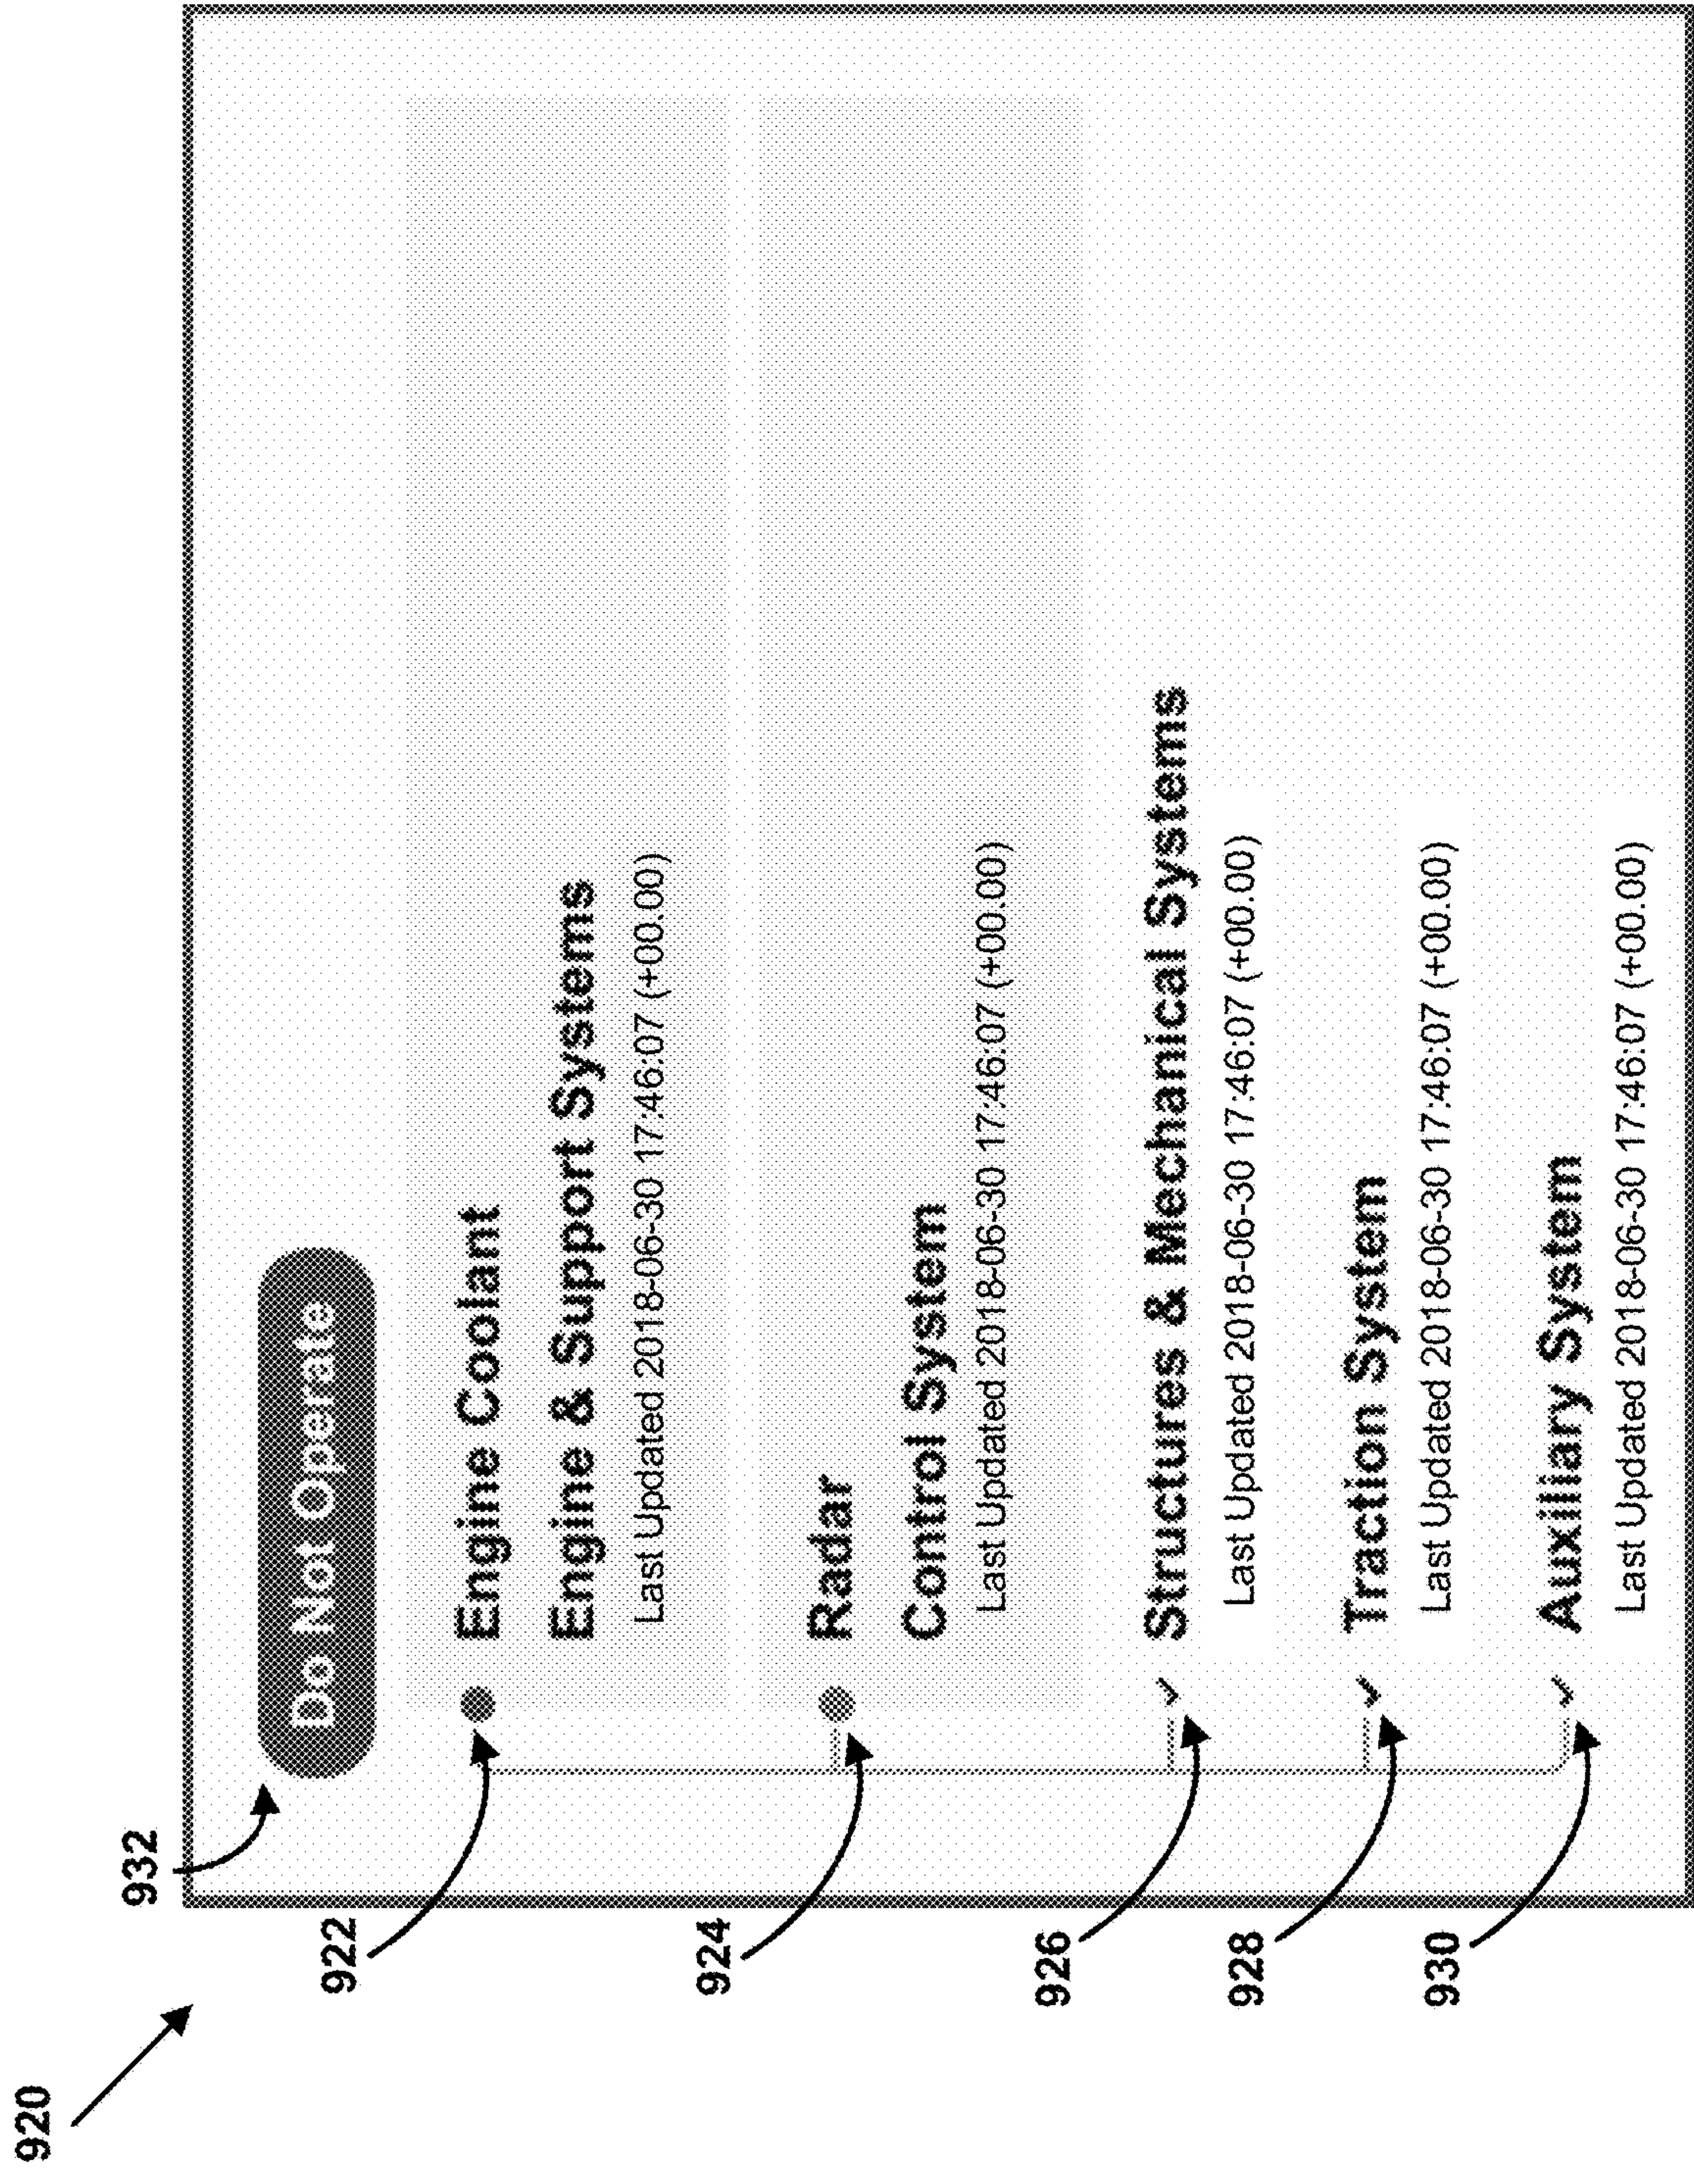 920
932
Do Not Operate
922
Engine Coolant
Engine & Support Systems
Last Updated 2018-06-30 17:46:07 (+00.00)
924
Radar
Control System
Last Updated 2018-06-30 17:46:07 (+00.00)
926
Structures & Mechanical Systems
Last Updated 2018-06-30 17:46:07 (+00.00)
928
Traction System
Last Updated 2018-06-30 17:46:07 (+00.00)
930
Auxiliary System
Last Updated 2018-06-30 17:46:07 (+00.00)